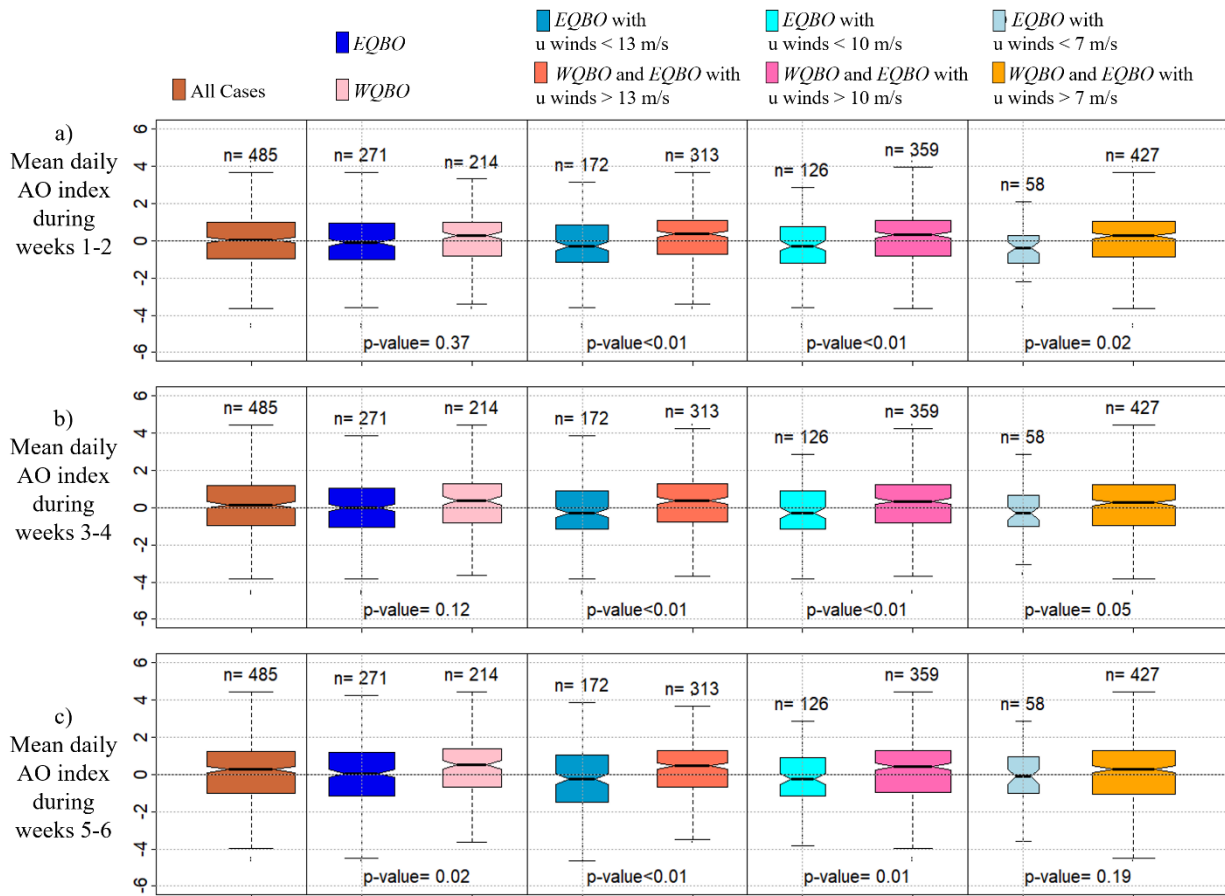 EQBO
WQBO
All Cases
EQBO with
u winds < 13 m/s
WQBO and EQBO with
u winds > 13 m/s
EQBO with
u winds < 10 m/s
WQBO and EQBO with
u winds > 10 m/s
EQBO with
u winds < 7 m/s
WQBO and EQBO with
u winds > 7 m/s
a)
Mean daily
AO index
during
weeks 1-2
6
4
2
0
-2
-4
-6
n= 485
n= 271
n= 214
n= 172
n= 313
n= 126
n= 359
n= 58
n= 427
p-value= 0.37
p-value<0.01
p-value<0.01
p-value= 0.02
b)
Mean daily
AO index
during
weeks 3-4
6
4
2
0
-2
-4
-6
n= 485
n= 271
n= 214
n= 172
n= 313
n= 126
n= 359
n= 58
n= 427
p-value= 0.12
p-value<0.01
p-value<0.01
p-value= 0.05
c)
Mean daily
AO index
during
weeks 5-6
6
4
2
0
-2
-4
-6
n= 485
n= 271
n= 214
n= 172
n= 313
n= 126
n= 359
n= 58
n= 427
p-value= 0.02
p-value<0.01
p-value= 0.01
p-value= 0.19